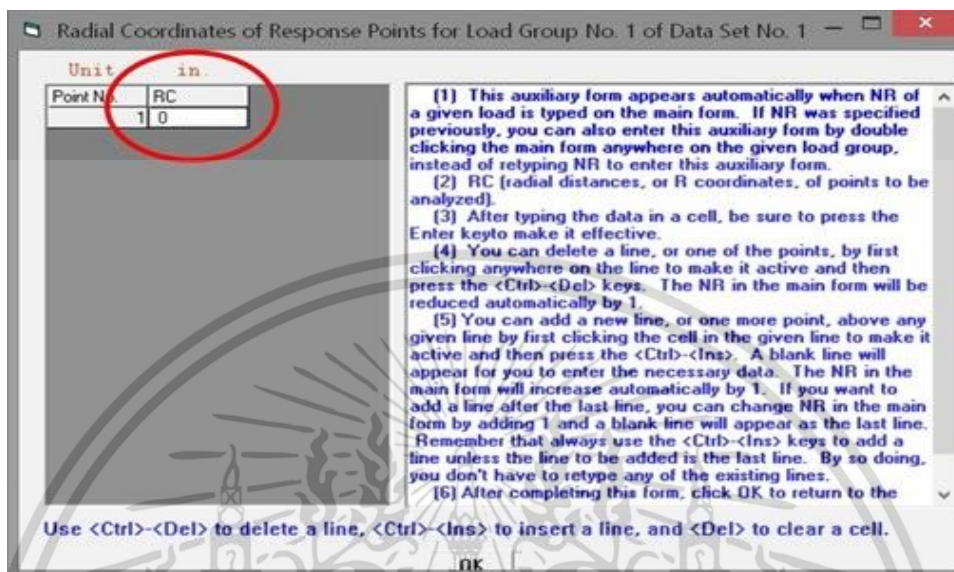 Radial Coordinates of Response Points for Load Group No. 1 of Data Set No. 1
Unit in.
Point No. RC
1 0
(1) This auxiliary form appears automatically when NR of
a given load is typed on the main form. If NR was specified
previously, you can also enter this auxiliary form by double
clicking the main form anywhere on the given load group,
instead of retyping NR to enter this auxiliary form.
(2) RC (radial distances, or R coordinates, of points to be
analyzed).
(3) After typing the data in a cell, be sure to press the
Enter keyto make it effective.
(4) You can delete a line, or one of the points, by first
clicking anywhere on the line to make it active and then
press the <Ctrl>-<Del> keys. The NR in the main form will be
reduced automatically by 1.
(5) You can add a new line, or one more point, above any
given line by first clicking the cell in the given line to make it
active and then press the <Ctrl>-<Ins>. A blank line will
appear for you to enter the necessary data. The NR in the
main form will increase automatically by 1. If you want to
add a line after the last line, you can change NR in the main
form by adding 1 and a blank line will appear as the last line.
Remember that always use the <Ctrl>-<Ins> keys to add a
line unless the line to be added is the last line. By so doing,
you don't have to retype any of the existing lines.
(6) After completing this form, click OK to return to the
Use <Ctrl>-<Del> to delete a line, <Ctrl>-<Ins> to insert a line, and <Del> to clear a cell.
OK